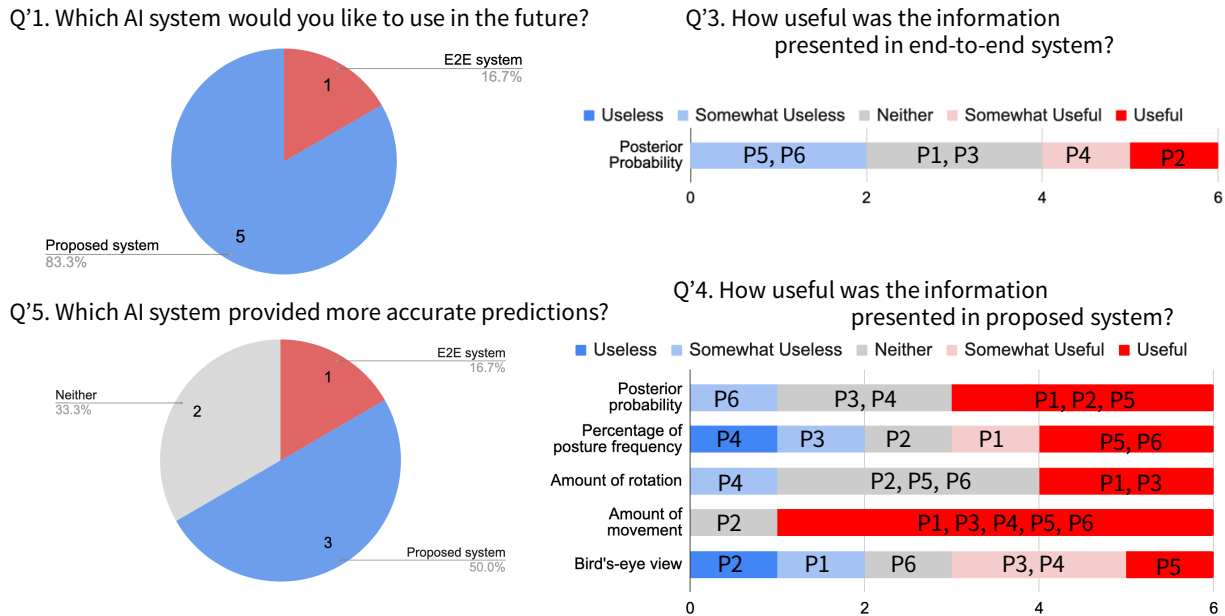 Q'1. Which AI system would you like to use in the future?
E2E system
16.7%
1
5
Proposed system
83.3%
Q'3. How useful was the information
presented in end-to-end system?
Useless Somewhat Useless Neither Somewhat Useful Useful
Posterior
Probability
P5, P6 P1, P3 P4 P2
0 2 4 6
Q'5. Which AI system provided more accurate predictions?
E2E system
16.7%
1
Neither
33.3%
2
3
Proposed system
50.0%
Q'4. How useful was the information
presented in proposed system?
Useless Somewhat Useless Neither Somewhat Useful Useful
Posterior
probability
P6 P3, P4 P1, P2, P5
Percentage of
posture frequency
P4 P3 P2 P1 P5, P6
Amount of rotation
P4 P2, P5, P6 P1, P3
Amount of
movement
P2 P1, P3, P4, P5, P6
Bird's-eye view
P2 P1 P6 P3, P4 P5
0 2 4 6